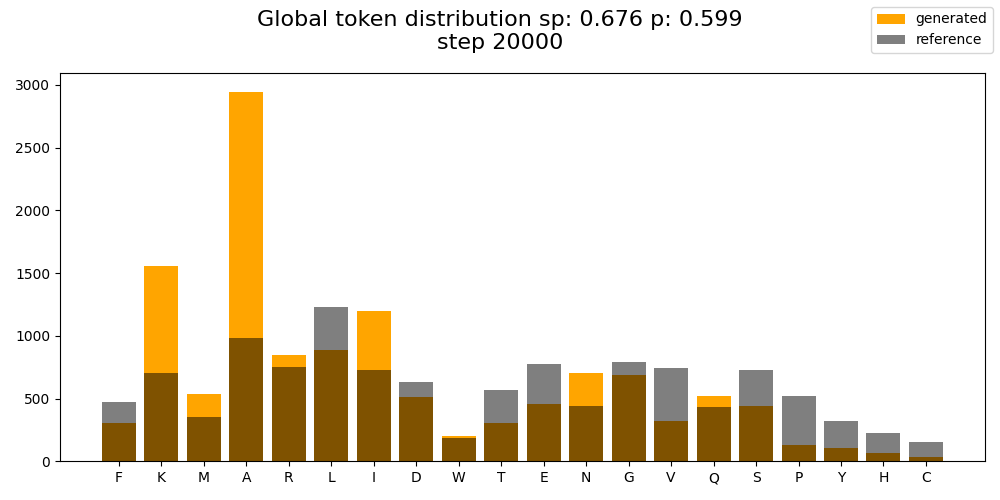 Global token distribution sp: 0.676 p: 0.599
step 20000
generated
reference
3000
2500
2000
1500
1000
500
0
F K M A R L I D W T E N G V Q S P Y H C